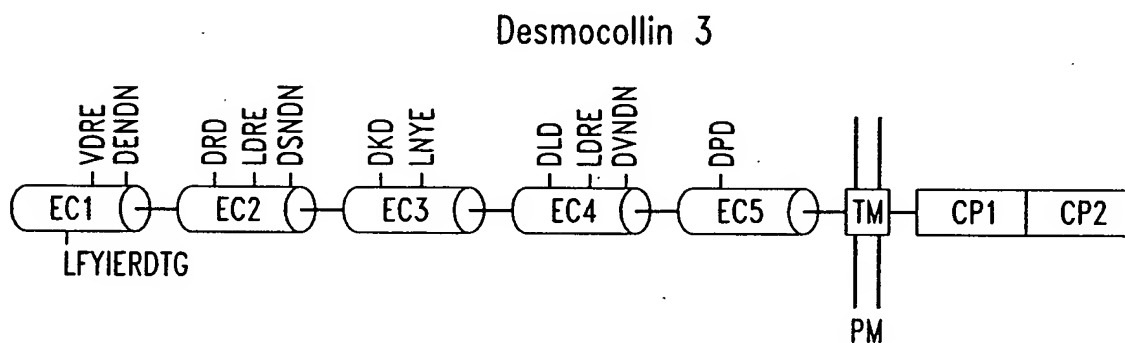 Desmocollin 3
VDRE
DENDN
DRD
LDRE
DSNDN
DKD
LNYE
DLD
LDRE
DVNDN
DPD
EC1
EC2
EC3
EC4
EC5
TM
CP1
CP2
LFYIERDTG
PM